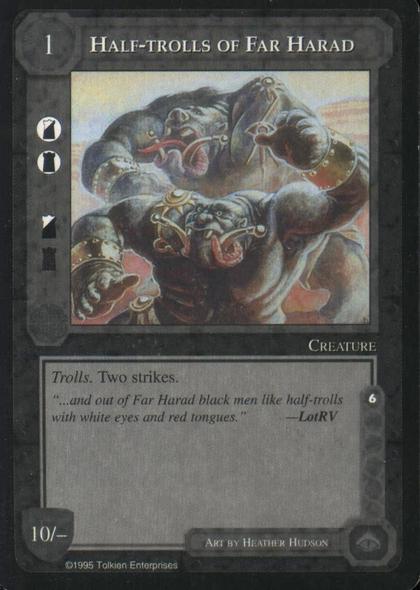 1
HALF-TROLLS OF FAR HARAD
CREATURE
Trolls. Two strikes.
6
“...and out of Far Harad black men like half-trolls
with white eyes and red tongues.” —LotRV
10/–
ART BY HEATHER HUDSON
©1995 Tolkien Enterprises